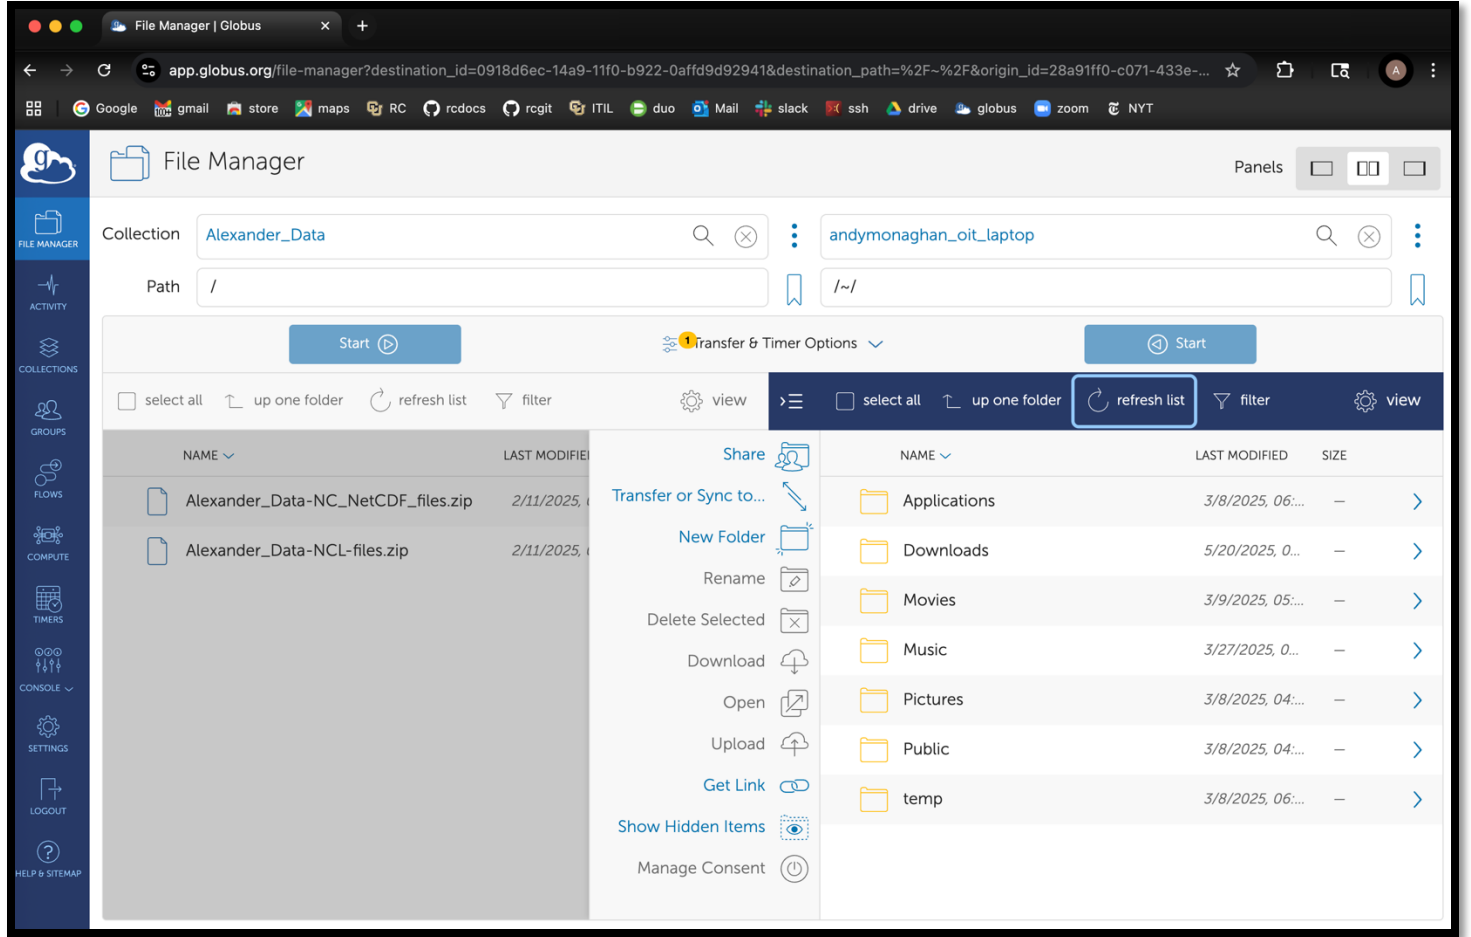 File Manager | Globus
app.globus.org/file-manager?destination_id=0918d6ec-14a9-11f0-b922-0affd9d92941&destination_path=%2F~%2F&origin_id=28a91ff0-c071-433e-...
A
Google gmail store maps RC rcdocs rcgit ITIL duo Mail slack ssh drive globus zoom NYT
File Manager
Panels
FILE MANAGER
ACTIVITY
COLLECTIONS
GROUPS
FLOWS
COMPUTE
TIMERS
CONSOLE
SETTINGS
LOGOUT
HELP & SITEMAP
Collection Alexander_Data andymonaghan_oit_laptop
Path / /~/
Start 1 Transfer & Timer Options Start
select all up one folder refresh list filter view select all up one folder refresh list filter view
NAME LAST MODIFIE
Alexander_Data-NC_NetCDF_files.zip 2/11/2025,
Alexander_Data-NCL-files.zip 2/11/2025,
Share
Transfer or Sync to...
New Folder
Rename
Delete Selected
Download
Open
Upload
Get Link
Show Hidden Items
Manage Consent
NAME LAST MODIFIED SIZE
Applications 3/8/2025, 06:... —
Downloads 5/20/2025, 0... —
Movies 3/9/2025, 05:... —
Music 3/27/2025, 0... —
Pictures 3/8/2025, 04:... —
Public 3/8/2025, 04:... —
temp 3/8/2025, 06:... —